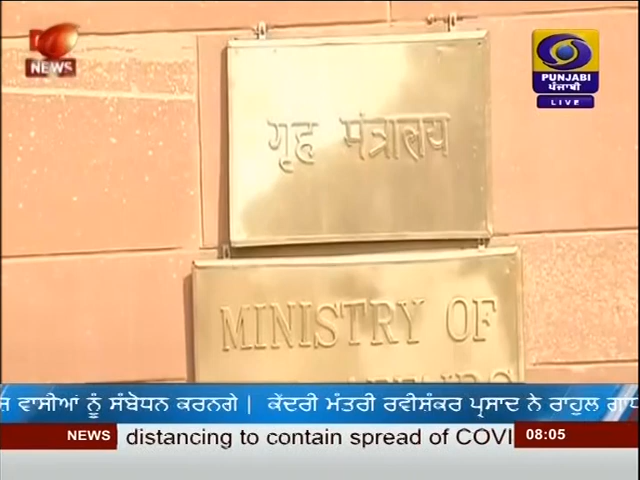 NEWS
PUNJABI
ਪੰਜਾਬੀ
LIVE
गृह मंत्रालय
MINISTRY OF
ਵਾਸੀਆਂ ਨੂੰ ਸੰਬੋਧਨ ਕਰਨਗੇ | ਕੇਂਦਰੀ ਮੰਤਰੀ ਰਵੀਸ਼ੰਕਰ ਪ੍ਰਸਾਦ ਨੇ ਰਾਹੁਲ
NEWS distancing to contain spread of COVI 08:05